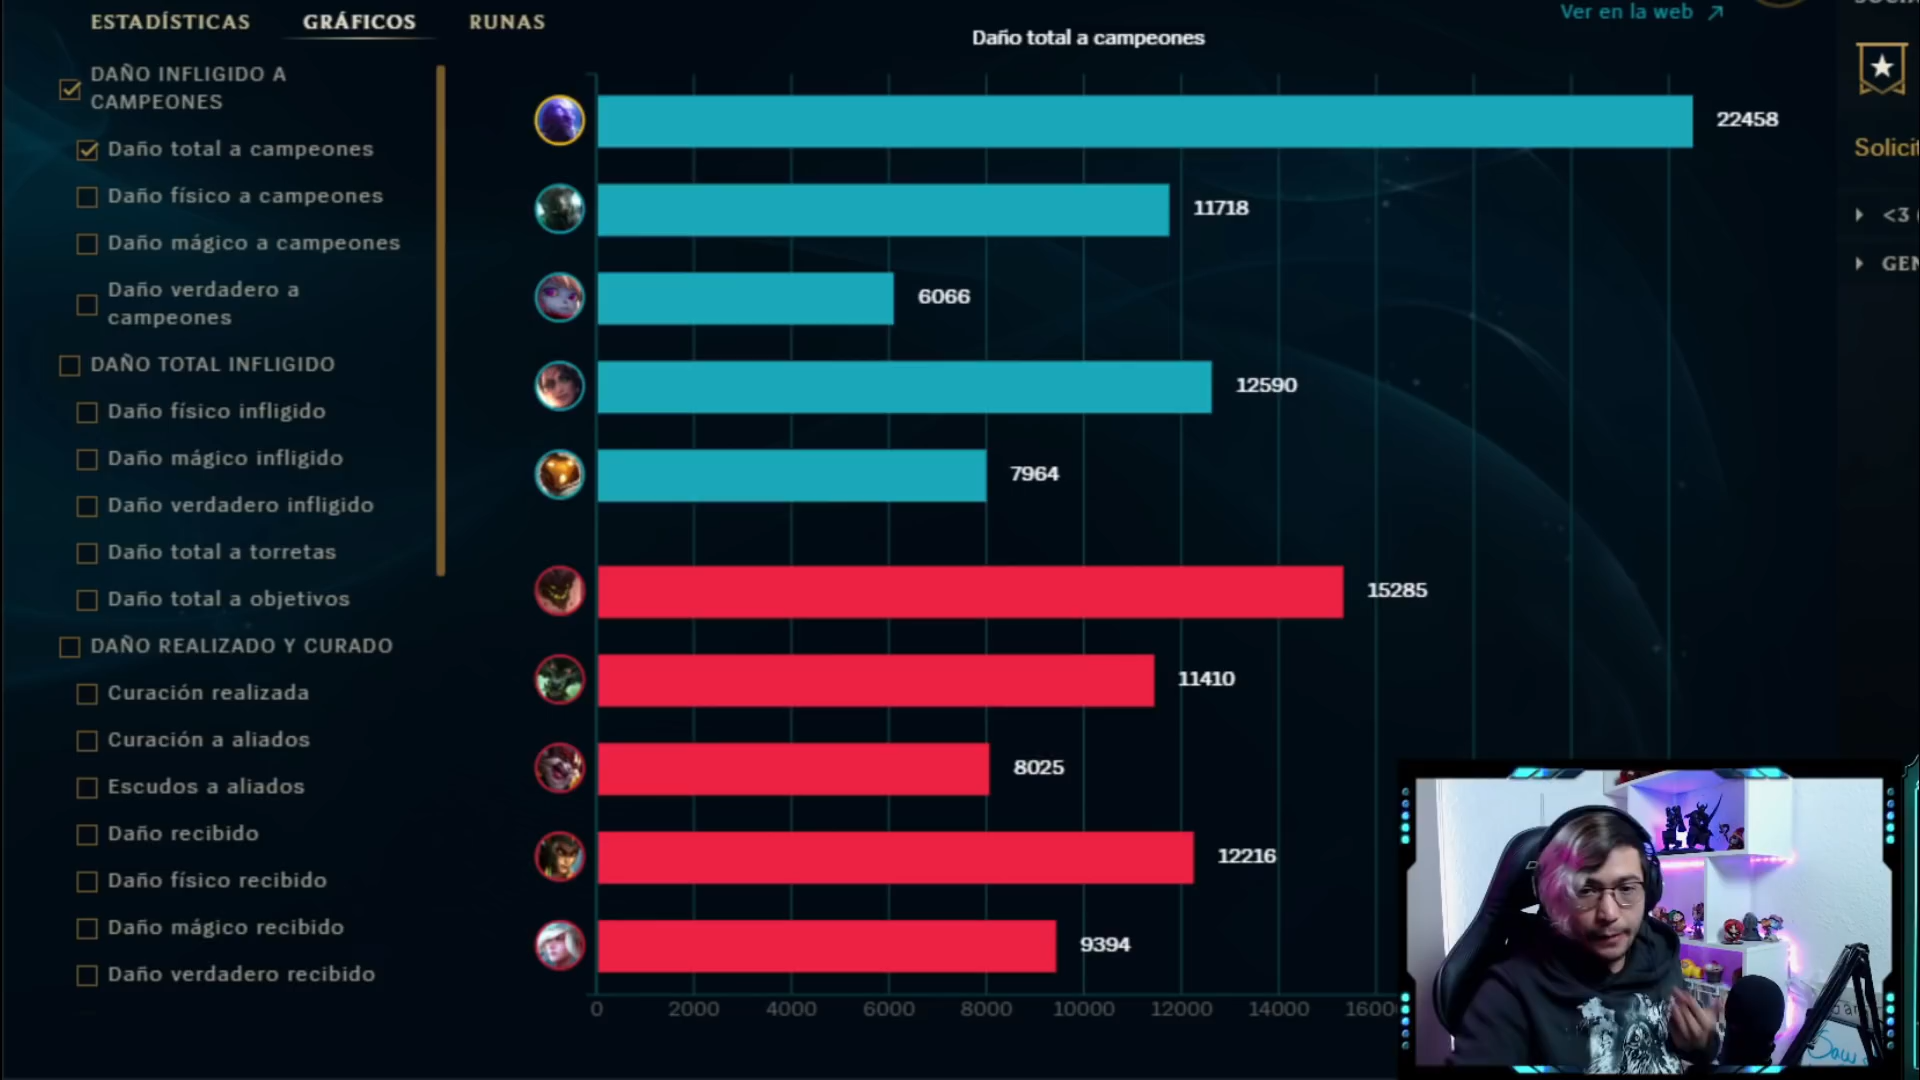 ESTADÍSTICAS GRÁFICOS RUNAS
Ver en la web
Daño total a campeones
DAÑO INFLIGIDO A
CAMPEONES
Daño total a campeones
Daño físico a campeones
Daño mágico a campeones
Daño verdadero a
campeones
DAÑO TOTAL INFLIGIDO
Daño físico infligido
Daño mágico infligido
Daño verdadero infligido
Daño total a torretas
Daño total a objetivos
DAÑO REALIZADO Y CURADO
Curación realizada
Curación a aliados
Escudos a aliados
Daño recibido
Daño físico recibido
Daño mágico recibido
Daño verdadero recibido
22458
11718
6066
12590
7964
15285
11410
8025
12216
9394
0 2000 4000 6000 8000 10000 12000 14000 1600
Solicit
<3
GEN